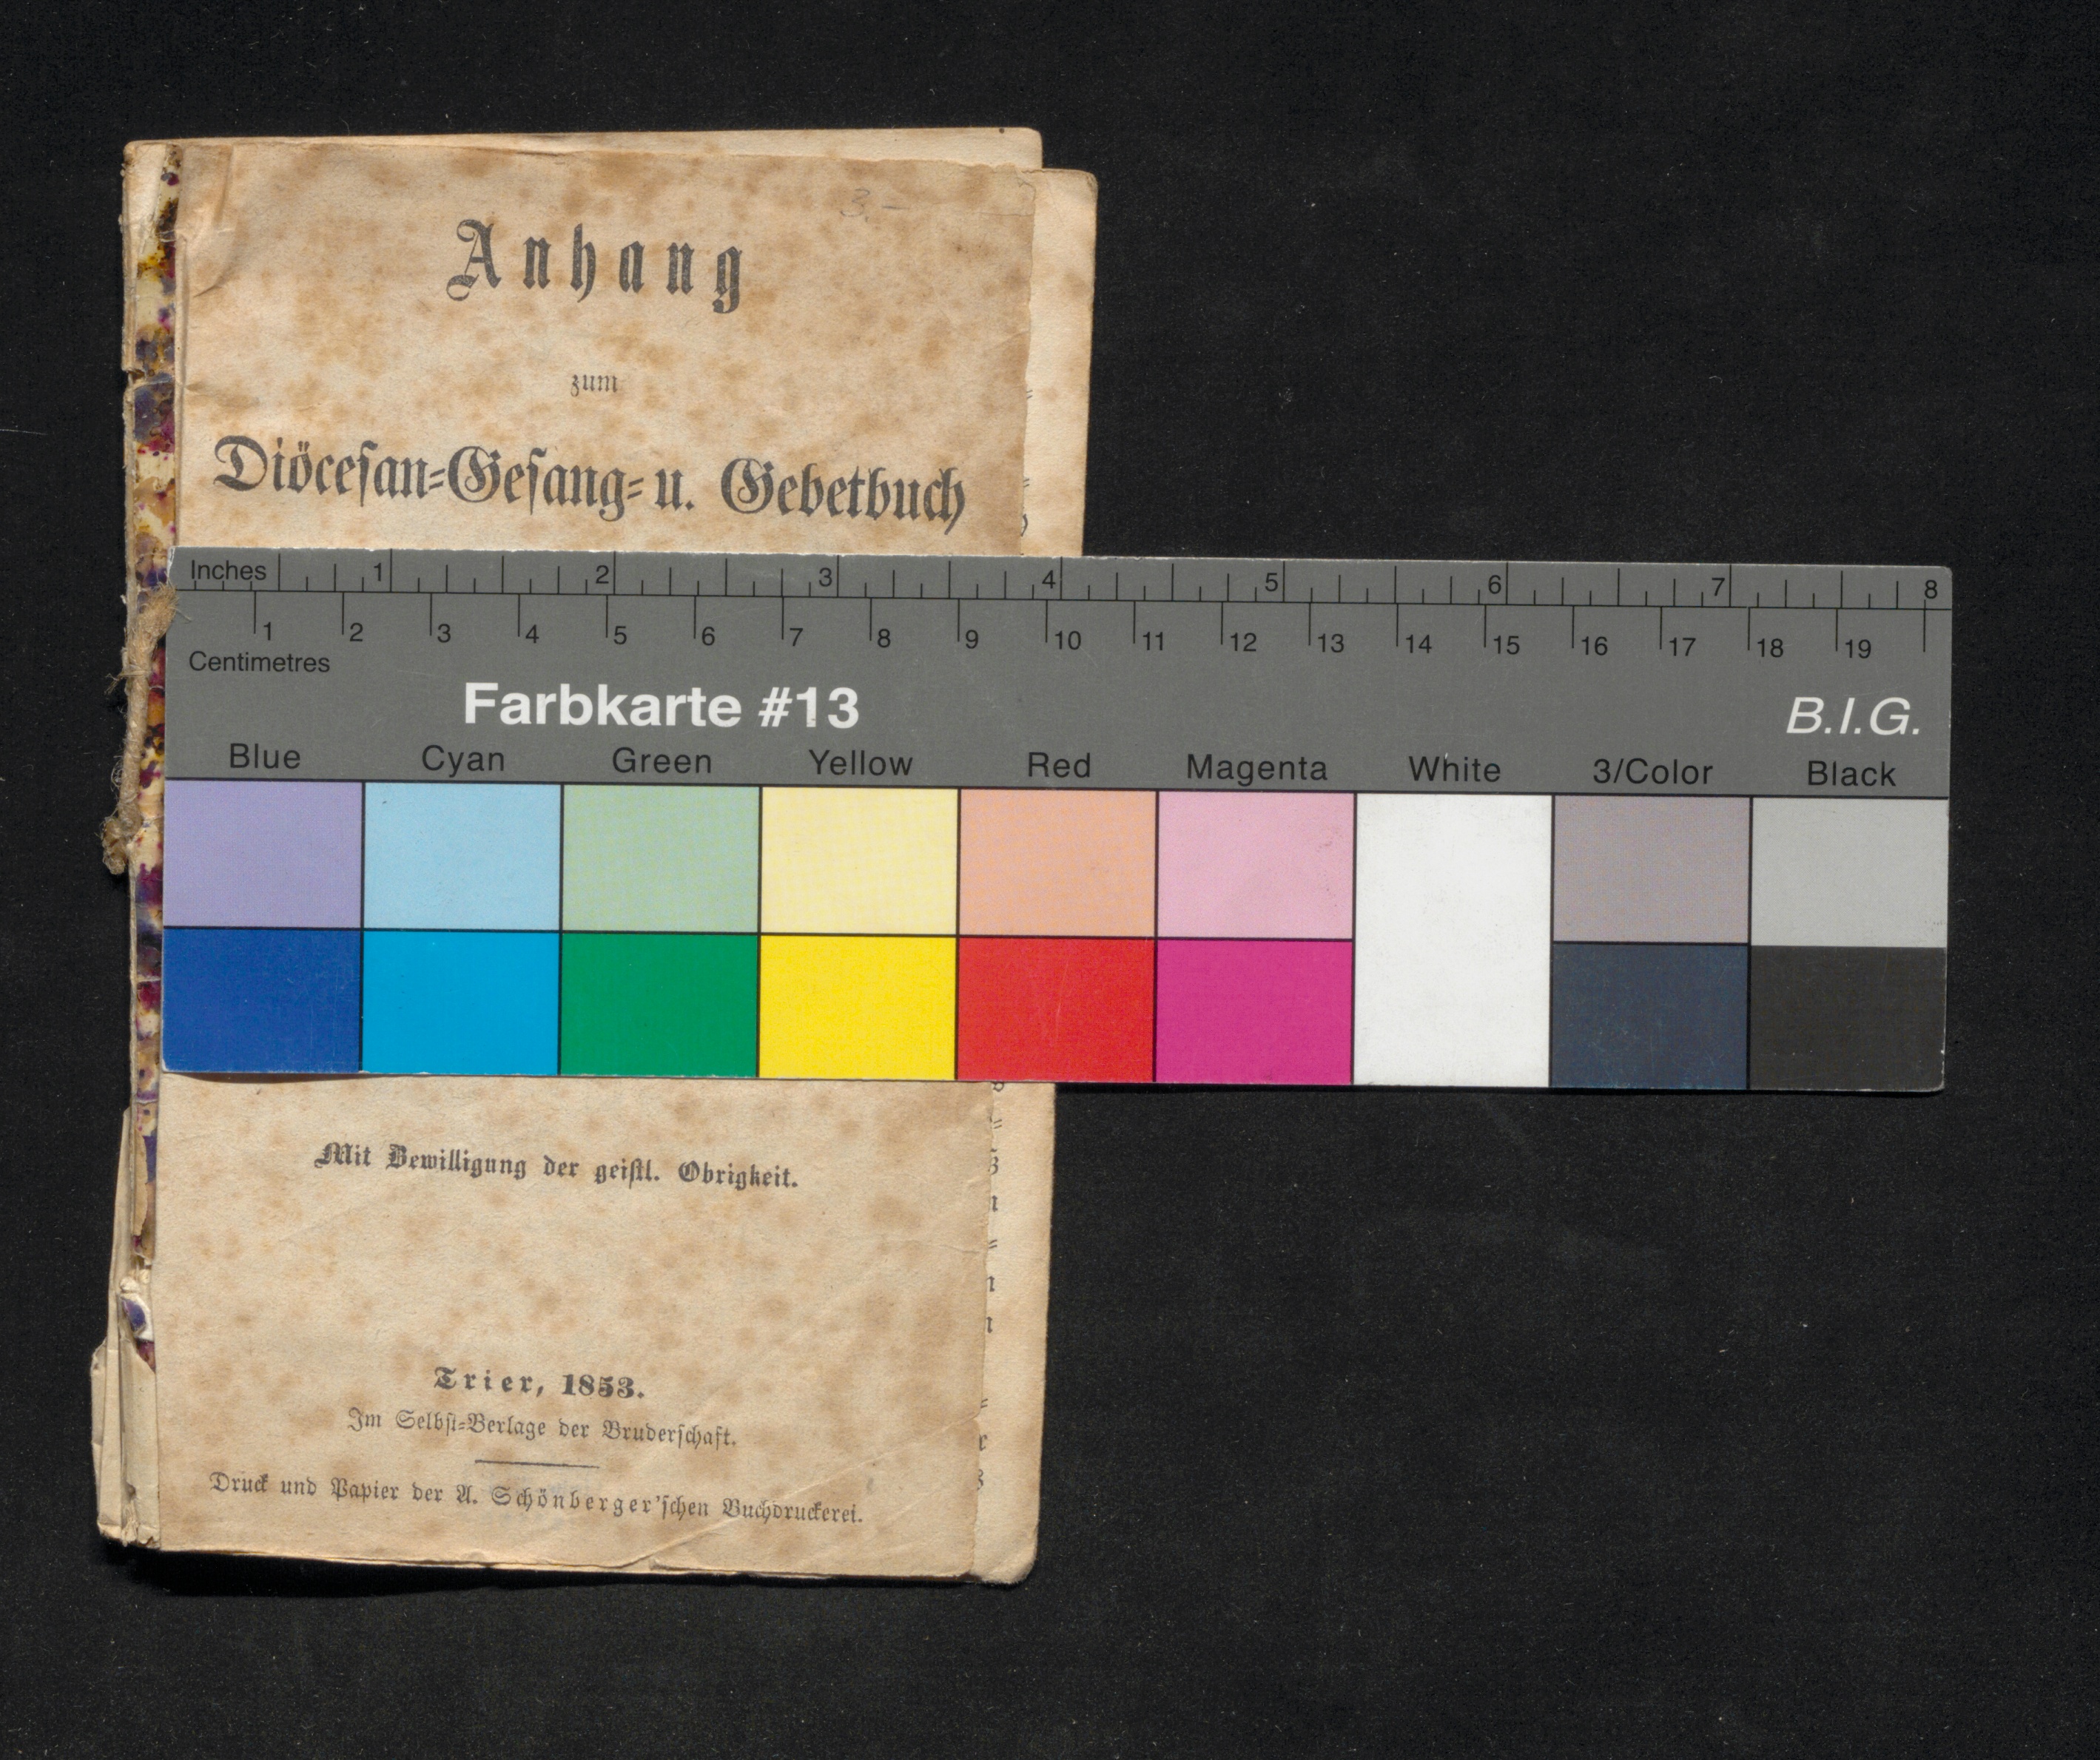 3.-
Anhang
zum
Diöcesan-Gesang- u. Gebetbuch
Inches 1 2 3 4 5 6 7 8
1 2 3 4 5 6 7 8 9 10 11 12 13 14 15 16 17 18 19
Centimetres
Farbkarte #13
B.I.G.
Blue Cyan Green Yellow Red Magenta White 3/Color Black
Mit Bewilligung der geistl. Obrigkeit.
Trier, 1853.
Im Selbst-Verlage der Bruderschaft.
Druck und Papier der A. Schönberger'schen Buchdruckerei.